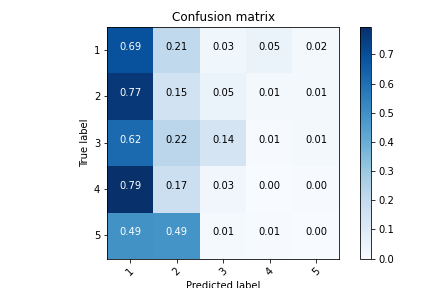 Confusion matrix
True label
1 0.69 0.21 0.03 0.05 0.02
2 0.77 0.15 0.05 0.01 0.01
3 0.62 0.22 0.14 0.01 0.01
4 0.79 0.17 0.03 0.00 0.00
5 0.49 0.49 0.01 0.01 0.00
1 2 3 4 5
Predicted label
0.7
0.6
0.5
0.4
0.3
0.2
0.1
0.0